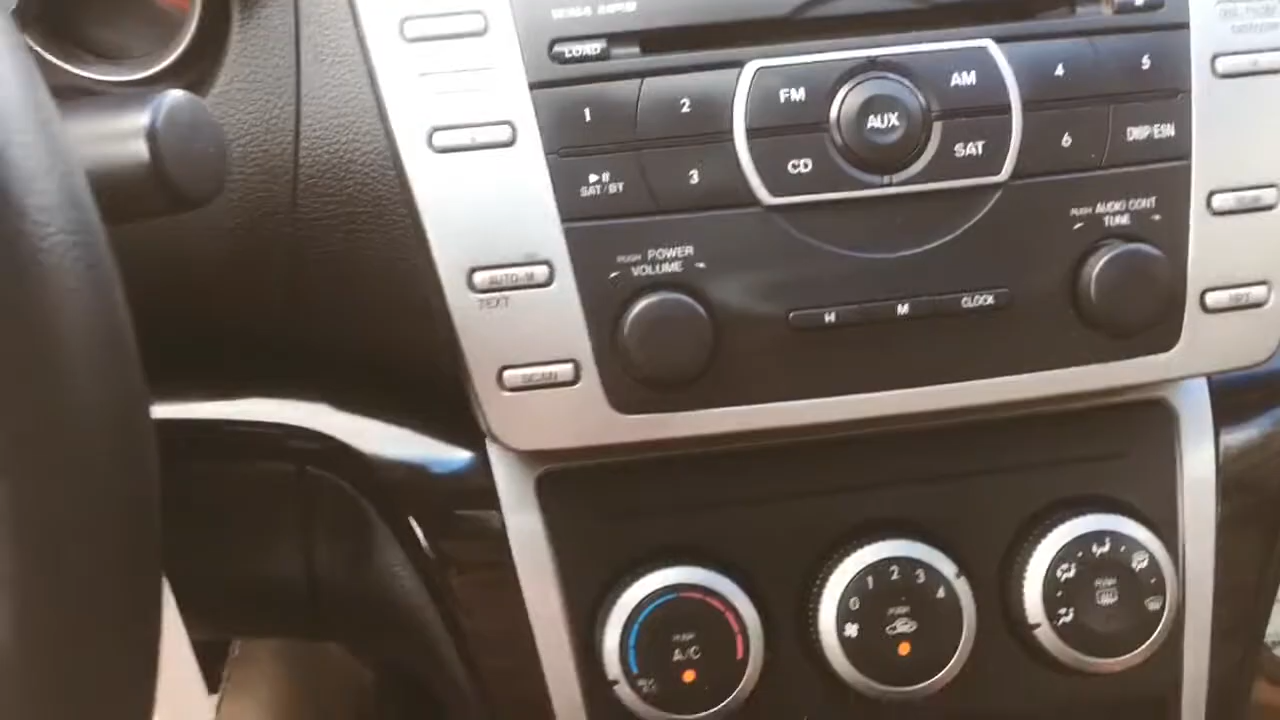 LOAD
1
2
FM
AM
AUX
4
5
SAT/BT
3
CD
SAT
6
DISP/ESN
PUSH AUDIO CONT
TUNE
PUSH POWER
VOLUME
AUTO-M
TEXT
H
M
CLOCK
RPT
SCAN
0
1
2
3
4
PUSH
PUSH
PUSH
A/C